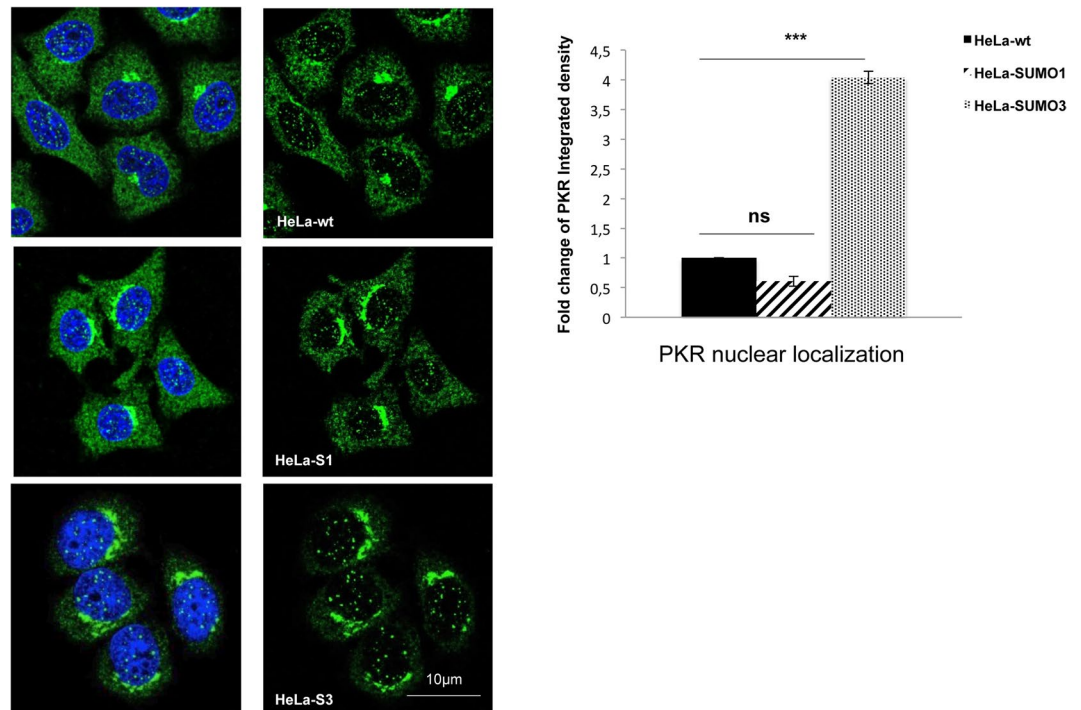 HeLa-wt
HeLa-S1
HeLa-S3
10µm
Fold change of PKR Integrated density
4,5
4
3,5
3
2,5
2
1,5
1
0,5
0
***
ns
PKR nuclear localization
HeLa-wt
HeLa-SUMO1
HeLa-SUMO3